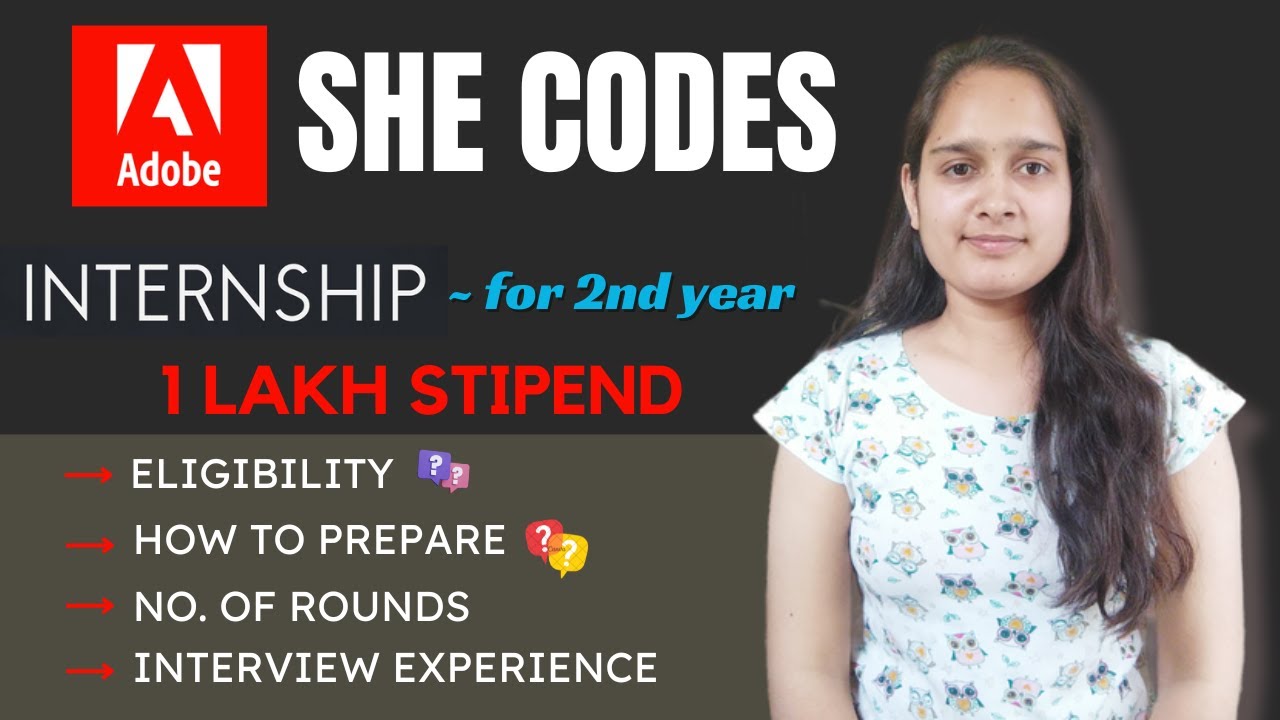 Adobe
SHE CODES
INTERNSHIP ~ for 2nd year
1 LAKH STIPEND
→ ELIGIBILITY ??
→ HOW TO PREPARE ??
→ NO. OF ROUNDS
→ INTERVIEW EXPERIENCE